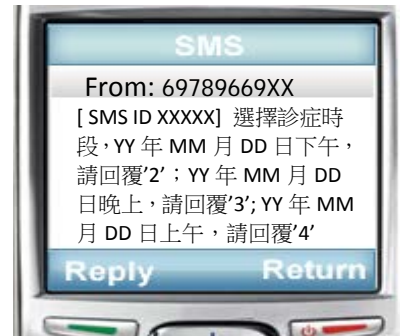 SMS
From: 69789669XX
[ SMS ID XXXXX] 選擇診症時
段，YY 年 MM 月 DD 日下午，
請回覆’2’；YY 年 MM 月 DD
日晚上，請回覆’3’; YY 年 MM
月 DD 日上午，請回覆’4’
Reply Return